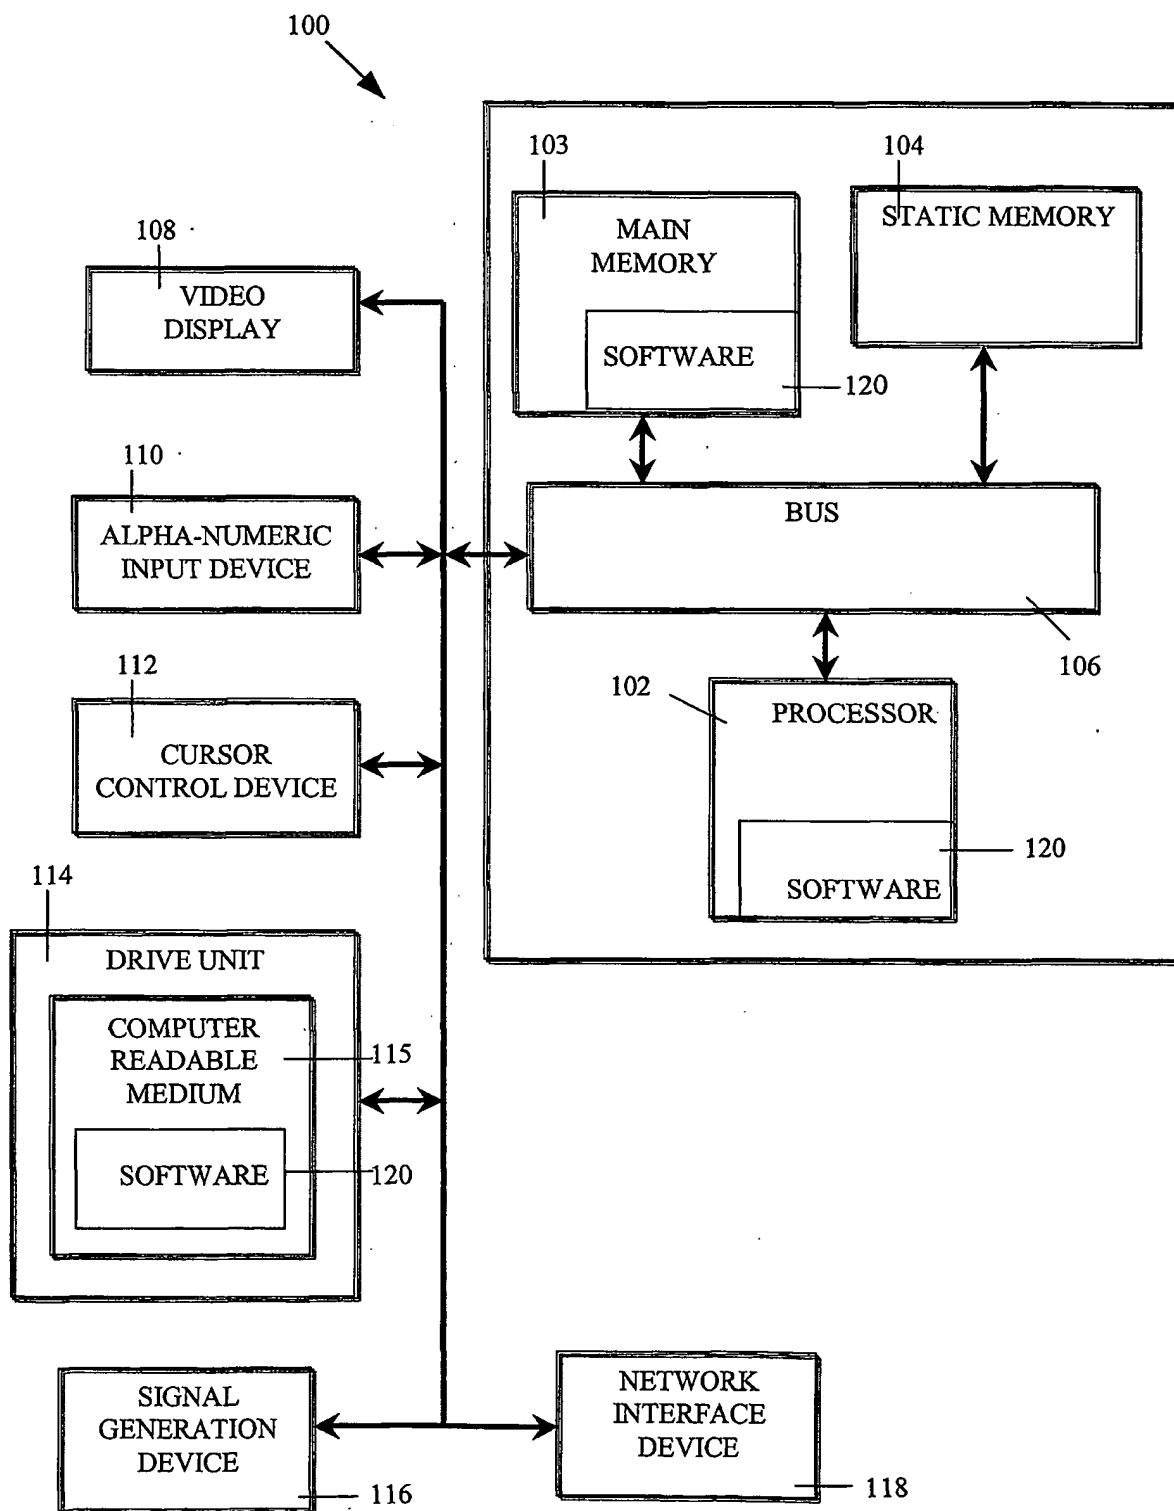 100
103
104
MAIN
MEMORY
STATIC MEMORY
SOFTWARE
120
108
VIDEO
DISPLAY
110
ALPHA-NUMERIC
INPUT DEVICE
BUS
106
112
CURSOR
CONTROL DEVICE
102
PROCESSOR
SOFTWARE
120
114
DRIVE UNIT
COMPUTER
READABLE
MEDIUM
115
SOFTWARE
120
SIGNAL
GENERATION
DEVICE
116
NETWORK
INTERFACE
DEVICE
118